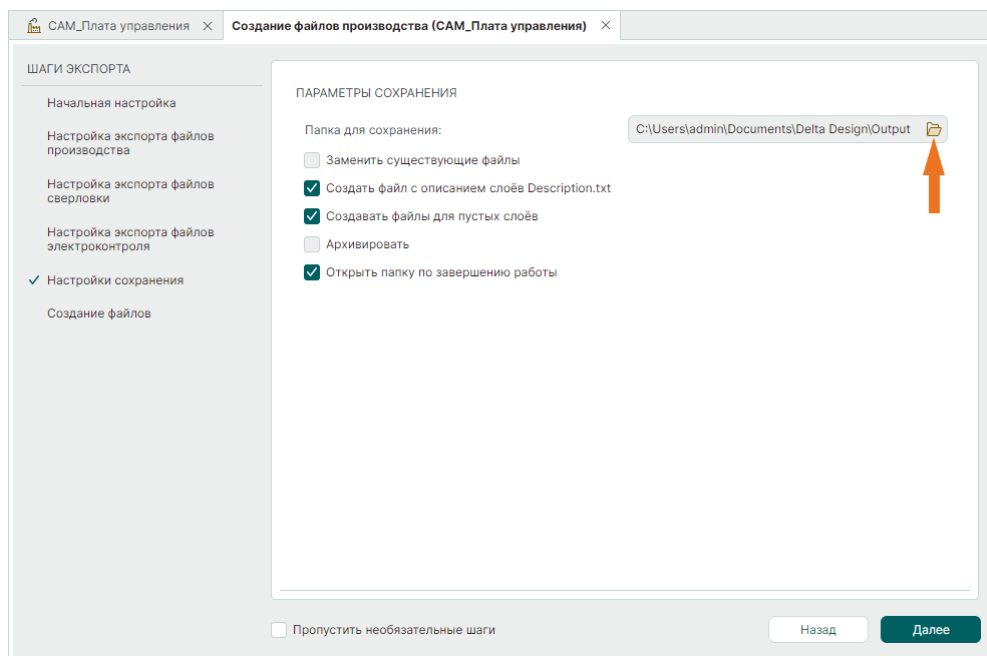 CAM_Плата управления
Создание файлов производства (CAM_Плата управления)
ШАГИ ЭКСПОРТА
Начальная настройка
Настройка экспорта файлов
производства
Настройка экспорта файлов
сверловки
Настройка экспорта файлов
электроконтроля
Настройки сохранения
Создание файлов
ПАРАМЕТРЫ СОХРАНЕНИЯ
Папка для сохранения:
C:\Users\admin\Documents\Delta Design\Output
Заменить существующие файлы
Создать файл с описанием слоёв Description.txt
Создавать файлы для пустых слоёв
Архивировать
Открыть папку по завершению работы
Пропустить необязательные шаги
Назад
Далее